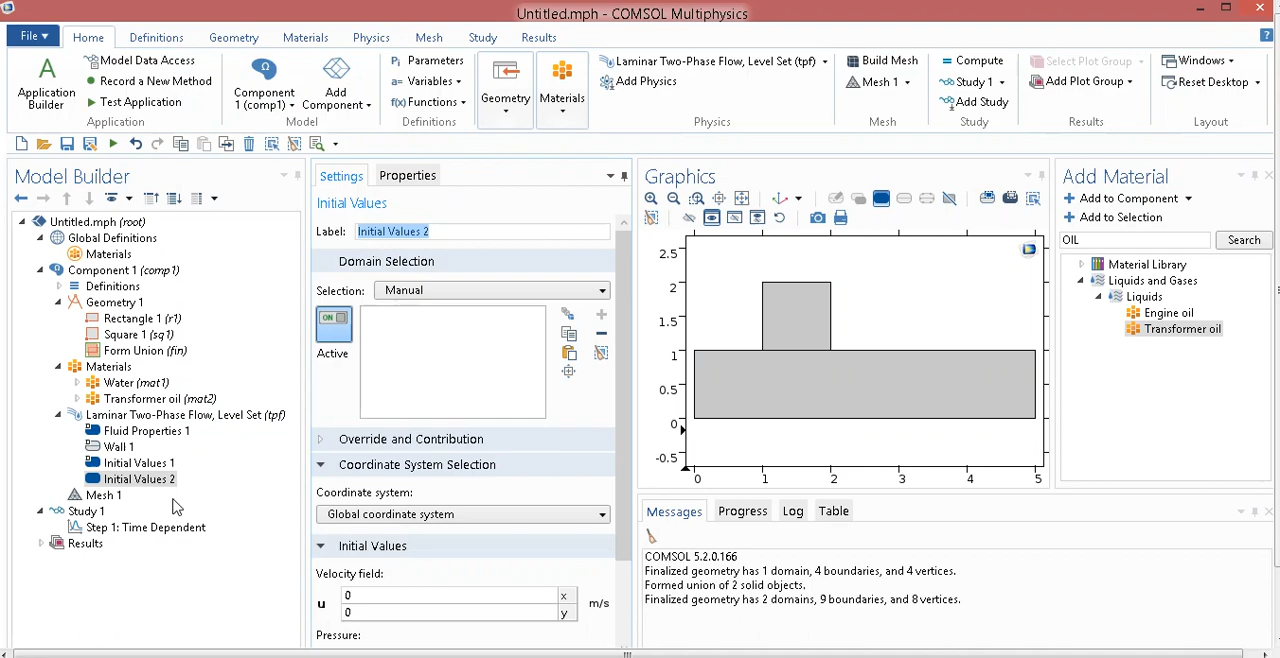 Untitled.mph - COMSOL Multiphysics
File Home Definitions Geometry Materials Physics Mesh Study Results
Application Builder
Model Data Access
Record a New Method
Test Application
Application
Component 1 (comp1)
Add Component
Model
Pi Parameters
a= Variables
f(x) Functions
Definitions
Geometry
Materials
Laminar Two-Phase Flow, Level Set (tpf)
Add Physics
Physics
Build Mesh
Mesh 1
Mesh
= Compute
Study 1
Add Study
Study
Select Plot Group
Add Plot Group
Results
Windows
Reset Desktop
Layout
Model Builder
Untitled.mph (root)
Global Definitions
Materials
Component 1 (comp1)
Definitions
Geometry 1
Rectangle 1 (r1)
Square 1 (sq1)
Form Union (fin)
Materials
Water (mat1)
Transformer oil (mat2)
Laminar Two-Phase Flow, Level Set (tpf)
Fluid Properties 1
Wall 1
Initial Values 1
Initial Values 2
Mesh 1
Study 1
Step 1: Time Dependent
Results
Settings Properties
Initial Values
Label: Initial Values 2
Domain Selection
Selection: Manual
ON
Active
Override and Contribution
Coordinate System Selection
Coordinate system:
Global coordinate system
Initial Values
Velocity field:
u 0 x m/s
0 y
Pressure:
Graphics
2.5
2
1.5
1
0.5
0
-0.5
0 1 2 3 4 5
Messages Progress Log Table
COMSOL 5.2.0.166
Finalized geometry has 1 domain, 4 boundaries, and 4 vertices.
Formed union of 2 solid objects.
Finalized geometry has 2 domains, 9 boundaries, and 8 vertices.
Add Material
Add to Component
Add to Selection
OIL Search
Material Library
Liquids and Gases
Liquids
Engine oil
Transformer oil